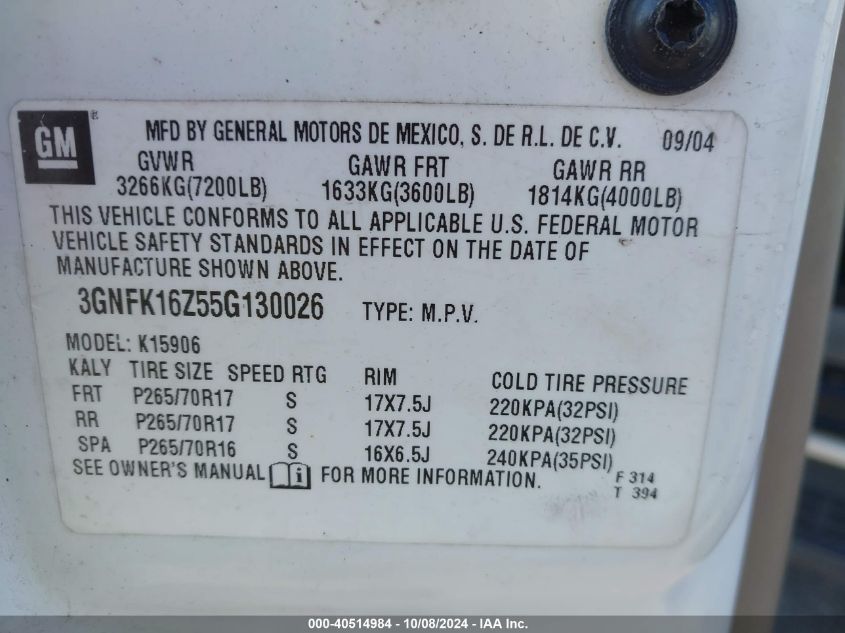 GM ®
MFD BY GENERAL MOTORS DE MEXICO, S. DE R.L. DE C.V. 09/04
GVWR GAWR FRT GAWR RR
3266KG(7200LB) 1633KG(3600LB) 1814KG(4000LB)
THIS VEHICLE CONFORMS TO ALL APPLICABLE U.S. FEDERAL MOTOR
VEHICLE SAFETY STANDARDS IN EFFECT ON THE DATE OF
MANUFACTURE SHOWN ABOVE.
3GNFK16Z55G130026 TYPE: M.P.V.
MODEL: K15906
KALY TIRE SIZE SPEED RTG RIM COLD TIRE PRESSURE
FRT P265/70R17 S 17X7.5J 220KPA(32PSI)
RR P265/70R17 S 17X7.5J 220KPA(32PSI)
SPA P265/70R16 S 16X6.5J 240KPA(35PSI)
SEE OWNER'S MANUAL i FOR MORE INFORMATION. F 314
T 394
000-40514984 - 10/08/2024 - IAA Inc.